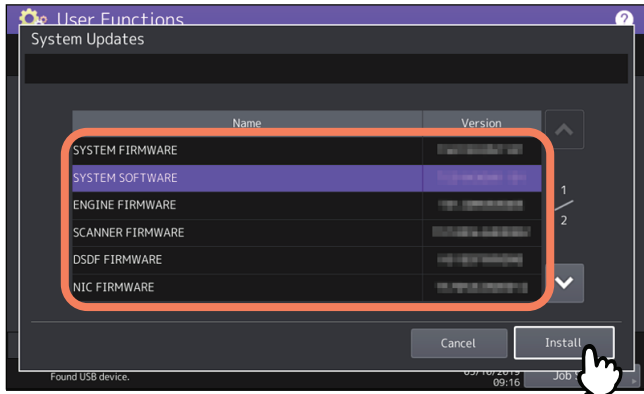 User Functions
?
System Updates
Name Version
SYSTEM FIRMWARE
SYSTEM SOFTWARE
ENGINE FIRMWARE
SCANNER FIRMWARE
DSDF FIRMWARE
NIC FIRMWARE
1
2
Cancel Install
Found USB device.
09:16
Job